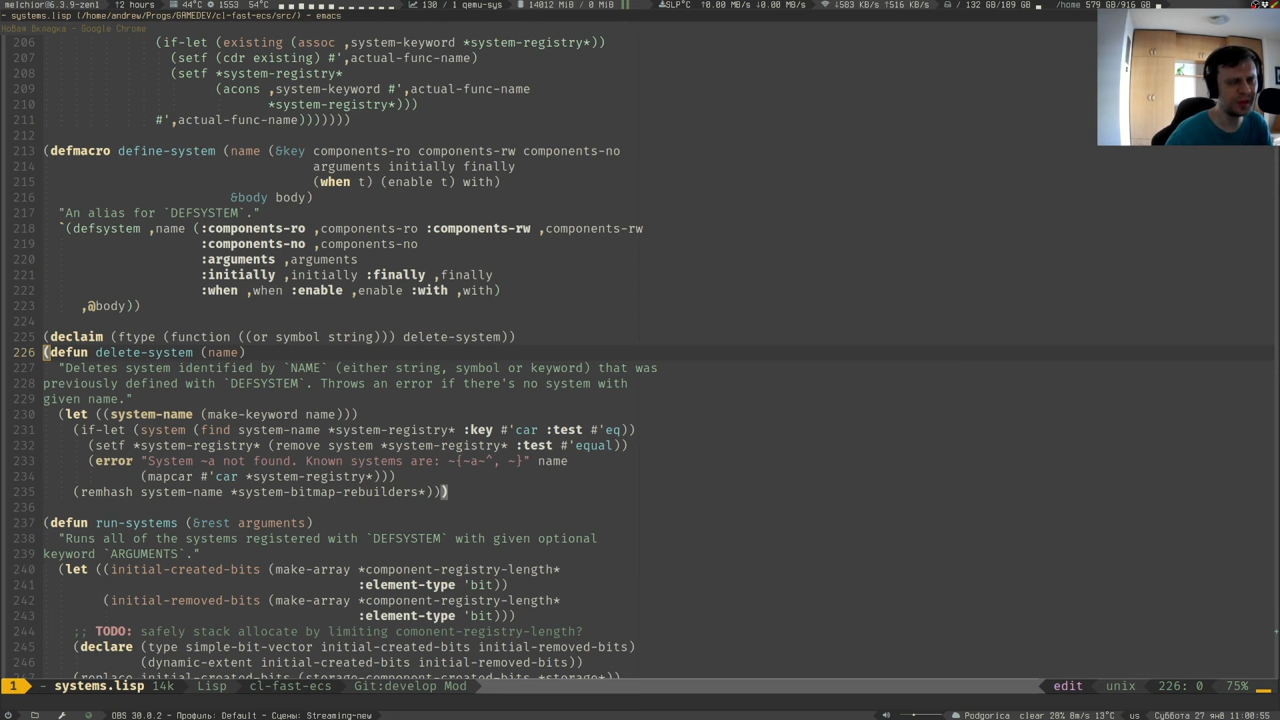 melchior@6.3.9-zen1 ↑2 hours 44°C 1553 54°C 130 / 1 qemu-sys 14012 MiB / 0 MiB SLP°C ↑0.00 MB/s ↓0.00 MB/s ↓583 KB/s ↑516 KB/s / 132 GB/189 GB /home 579 GB/916 GB
- systems.lisp (/home/andrew/Progs/GAMEDEV/cl-fast-ecs/src/) - emacs
Новая Вкладка - Google Chrome
206 (if-let (existing (assoc ,system-keyword *system-registry*))
207 (setf (cdr existing) #',actual-func-name)
208 (setf *system-registry*
209 (acons ,system-keyword #',actual-func-name
210 *system-registry*)))
211 #',actual-func-name)))))))
212
213 (defmacro define-system (name (&key components-ro components-rw components-no
214 arguments initially finally
215 (when t) (enable t) with)
216 &body body)
217 "An alias for `DEFSYSTEM`."
218 `(defsystem ,name (:components-ro ,components-ro :components-rw ,components-rw
219 :components-no ,components-no
220 :arguments ,arguments
221 :initially ,initially :finally ,finally
222 :when ,when :enable ,enable :with ,with)
223 ,@body))
224
225 (declaim (ftype (function ((or symbol string))) delete-system))
226 (defun delete-system (name)
227 "Deletes system identified by `NAME` (either string, symbol or keyword) that was
228 previously defined with `DEFSYSTEM`. Throws an error if there's no system with
229 given name."
230 (let ((system-name (make-keyword name)))
231 (if-let (system (find system-name *system-registry* :key #'car :test #'eq))
232 (setf *system-registry* (remove system *system-registry* :test #'equal))
233 (error "System ~a not found. Known systems are: ~{~a~^, ~}" name
234 (mapcar #'car *system-registry*)))
235 (remhash system-name *system-bitmap-rebuilders*)))
236
237 (defun run-systems (&rest arguments)
238 "Runs all of the systems registered with `DEFSYSTEM` with given optional
239 keyword `ARGUMENTS`."
240 (let ((initial-created-bits (make-array *component-registry-length*
241 :element-type 'bit))
242 (initial-removed-bits (make-array *component-registry-length*
243 :element-type 'bit)))
244 ;; TODO: safely stack allocate by limiting comonent-registry-length?
245 (declare (type simple-bit-vector initial-created-bits initial-removed-bits)
246 (dynamic-extent initial-created-bits initial-removed-bits))
247 (replace initial-created-bits (storage-component-created-bits *storage*))
1 - systems.lisp 14k Lisp cl-fast-ecs Git:develop Mod edit unix 226: 0 75%
OBS 30.0.2 - Профиль: Default - Сцены: Streaming-new Podgorica clear 20% 8m/s 13°C us Суббота 27 янв 11:00:55